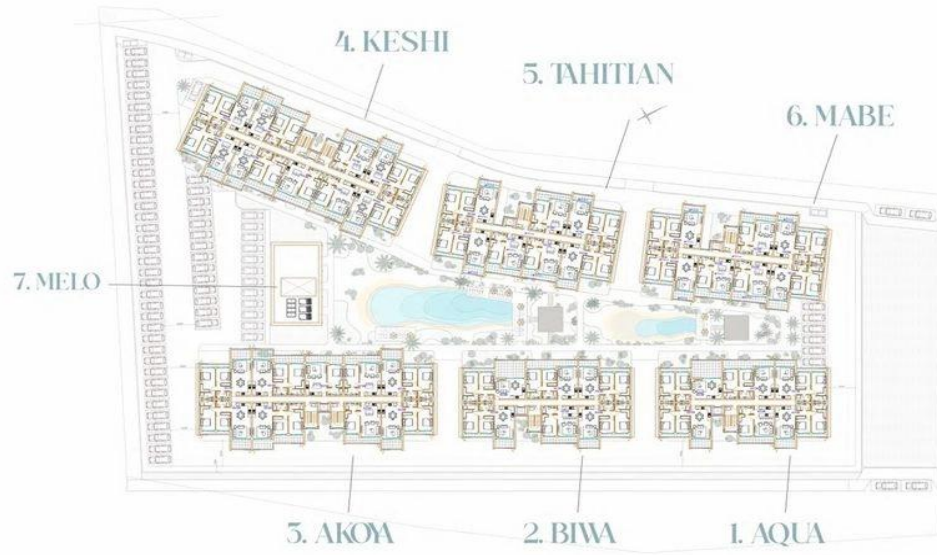 4. KESHI
5. TAHITIAN
6. MABE
7. MELO
3. AKOYA
2. BIWA
1. AQUA